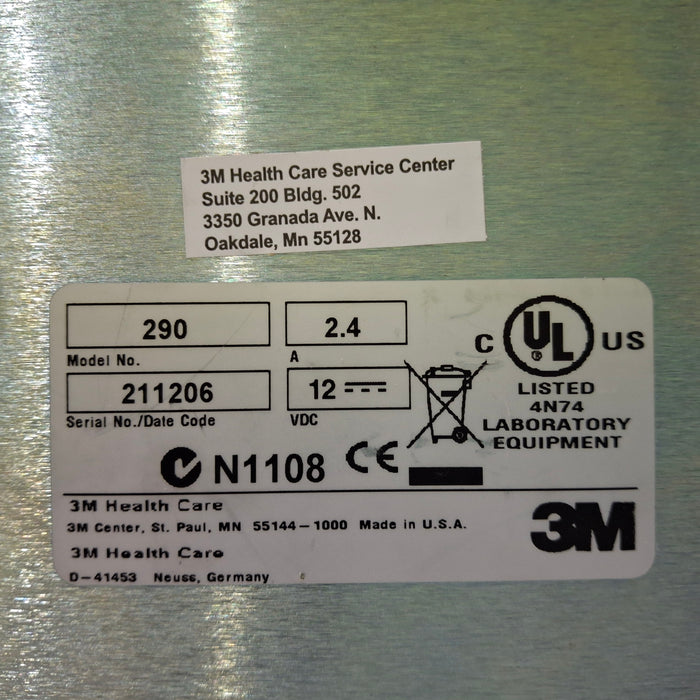 3M Health Care Service Center
Suite 200 Bldg. 502
3350 Granada Ave. N.
Oakdale, Mn 55128
290
Model No.
2.4
A
211206
Serial No./Date Code
12
VDC
C UL US
®
LISTED
4N74
LABORATORY
EQUIPMENT
N1108 CE
3M Health Care
3M Center, St. Paul, MN 55144-1000 Made in U.S.A.
3M Health Care
D-41453 Neuss, Germany
3M